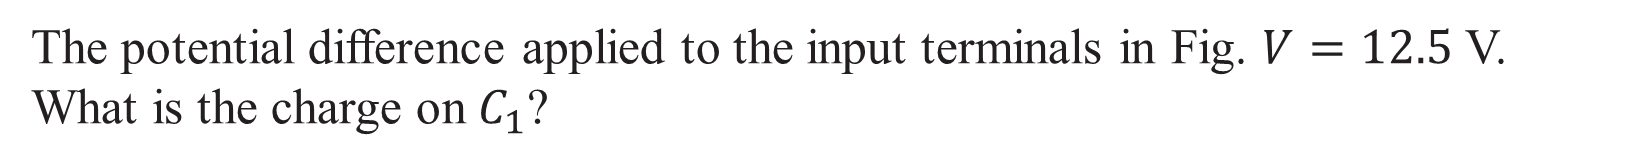 The potential difference applied to the input terminals in Fig. V = 12.5 V.
What is the charge on C₁?